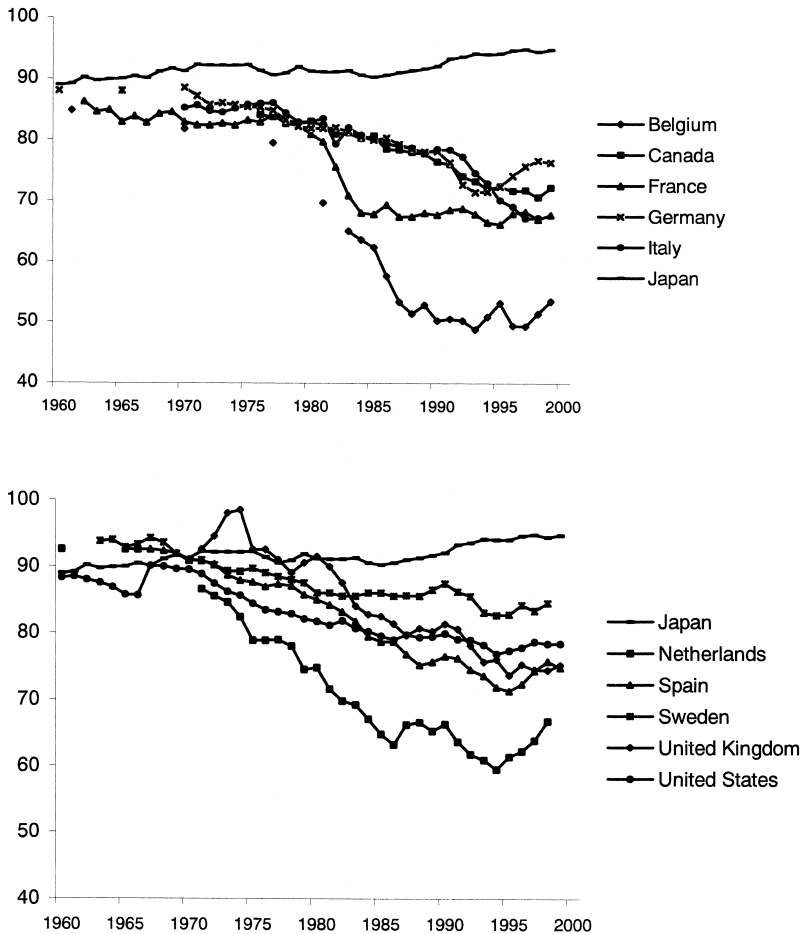 100
90
80
70
60
50
40
1960 1965 1970 1975 1980 1985 1990 1995 2000
Belgium
Canada
France
Germany
Italy
Japan
100
90
80
70
60
50
40
1960 1965 1970 1975 1980 1985 1990 1995 2000
Japan
Netherlands
Spain
Sweden
United Kingdom
United States